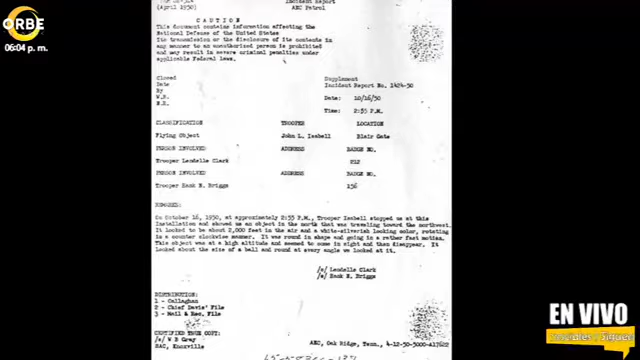 ORBE
06:04 p. m.
(April 1950)
Incident Report
AEC Patrol
CAUTION
This document contains information affecting the
National Defense of the United States
Its transmission or the disclosure of its contents in
any manner to an unauthorized person is prohibited
and may result in severe criminal penalties under
applicable Federal laws.
Closed
Date
By
Supplement
Incident Report No. 1424-50
Date: 10/16/50
Time: 2:55 P.M.
CLASSIFICATION TROOPER LOCATION
Flying Object John L. Isabell Blair Gate
PERSON INVOLVED ADDRESS BADGE NO.
Trooper Lendelle Clark 212
PERSON INVOLVED ADDRESS BADGE NO.
Trooper Hank N. Briggs 156
REMARKS:
On October 16, 1950, at approximately 2:55 P.M., Trooper Isabell stopped us at this
installation and showed us an object in the north that was traveling toward the northwest.
It looked to be about 2,000 feet in the air and a white-silverish looking color, rotating in
a counter clockwise manner. It was round in shape and going in a rather fast motion.
This object was at a high altitude and seemed to come in sight and then disappear. It
looked about the size of a ball and round at every angle we looked at it.
/s/ Lendelle Clark
/s/ Hank N. Briggs
DISTRIBUTION:
1 - Callaghan
2 - Chief Davis' File
3 - Mail & Rec. File
CERTIFIED TRUE COPY:
/s/ W B Gray
SAC, Knoxville
AEC, Oak Ridge, Tenn.,
EN VIVO